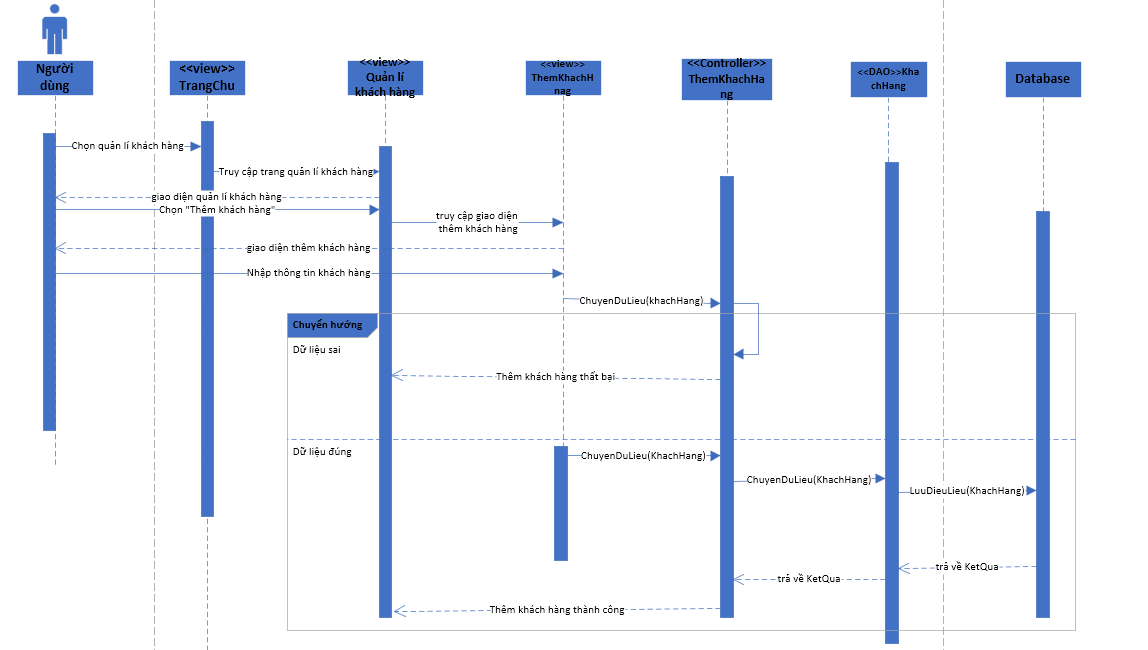 Người
dùng
<<view>>
TrangChu
<<view>>
Quản lí
khách hàng
<<view>>
ThemKhachH
nag
<<Controller>>
ThemKhachHa
ng
<<DAO>>Kha
chHang
Database
Chọn quản lí khách hàng
Truy cập trang quản lí khách hàng
giao diện quản lí khách hàng
Chọn "Thêm khách hàng"
truy cập giao diện
thêm khách hàng
giao diện thêm khách hàng
Nhập thông tin khách hàng
ChuyenDuLieu(khachHang)
Chuyển hướng
Dữ liệu sai
Thêm khách hàng thất bại
Dữ liệu đúng
ChuyenDuLieu(KhachHang)
ChuyenDuLieu(KhachHang)
LuuDieuLieu(KhachHang)
trả về KetQua
trả về KetQua
Thêm khách hàng thành công